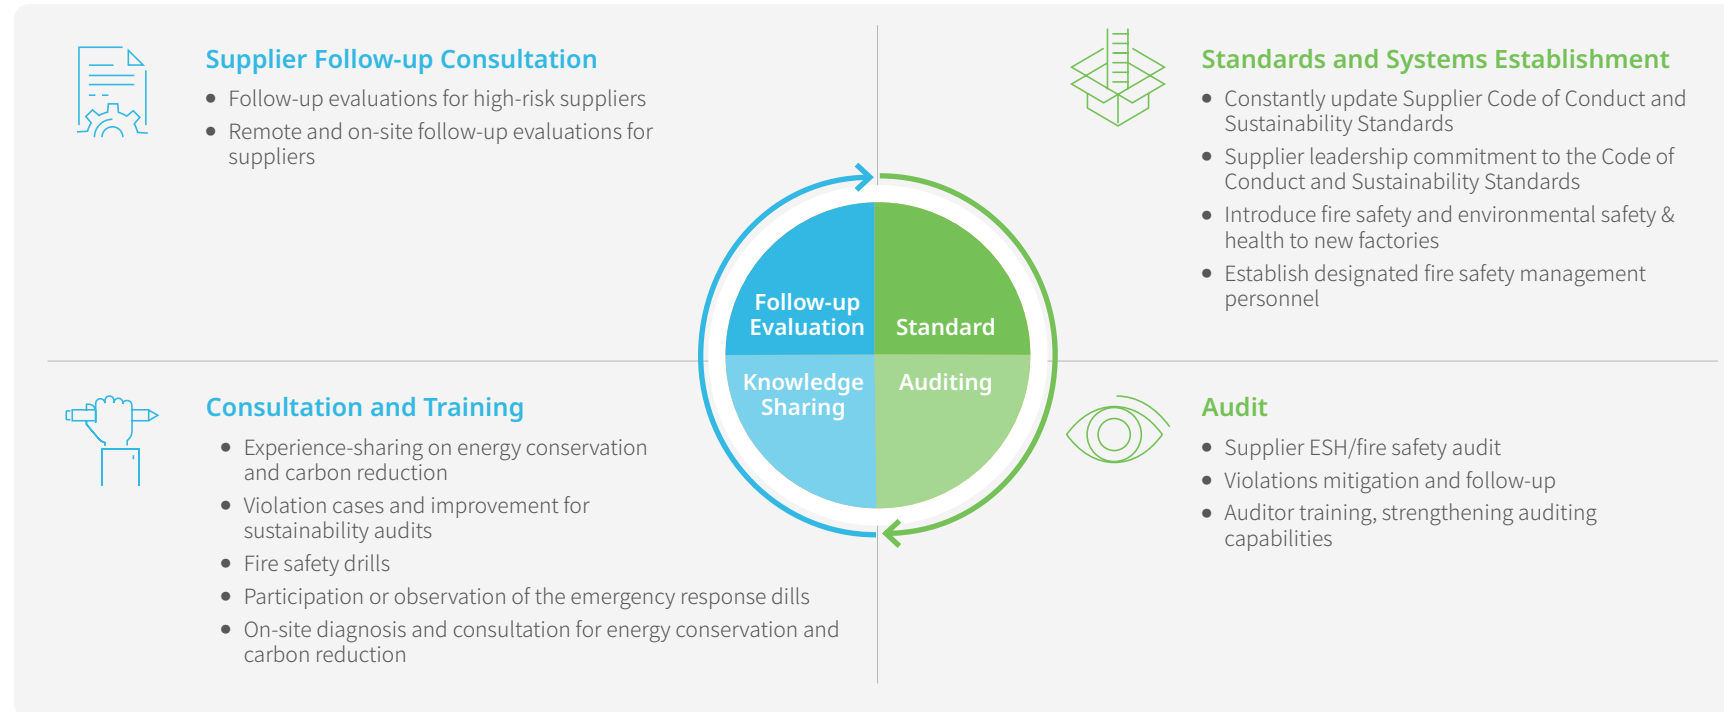 Supplier Follow-up Consultation
• Follow-up evaluations for high-risk suppliers
• Remote and on-site follow-up evaluations for
suppliers
Standards and Systems Establishment
• Constantly update Supplier Code of Conduct and
Sustainability Standards
• Supplier leadership commitment to the Code of
Conduct and Sustainability Standards
• Introduce fire safety and environmental safety &
health to new factories
• Establish designated fire safety management
personnel
Follow-up
Evaluation
Standard
Knowledge
Sharing
Auditing
Consultation and Training
• Experience-sharing on energy conservation
and carbon reduction
• Violation cases and improvement for
sustainability audits
• Fire safety drills
• Participation or observation of the emergency response dills
• On-site diagnosis and consultation for energy conservation and
carbon reduction
Audit
• Supplier ESH/fire safety audit
• Violations mitigation and follow-up
• Auditor training, strengthening auditing
capabilities